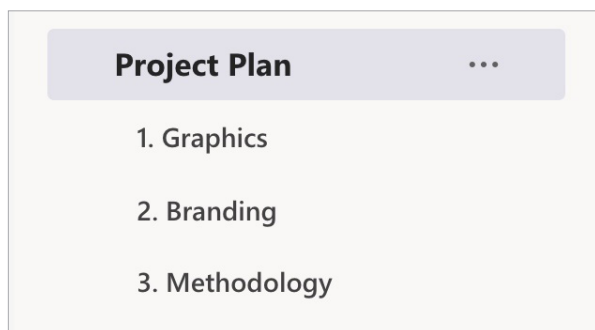 Project Plan ...
1. Graphics
2. Branding
3. Methodology